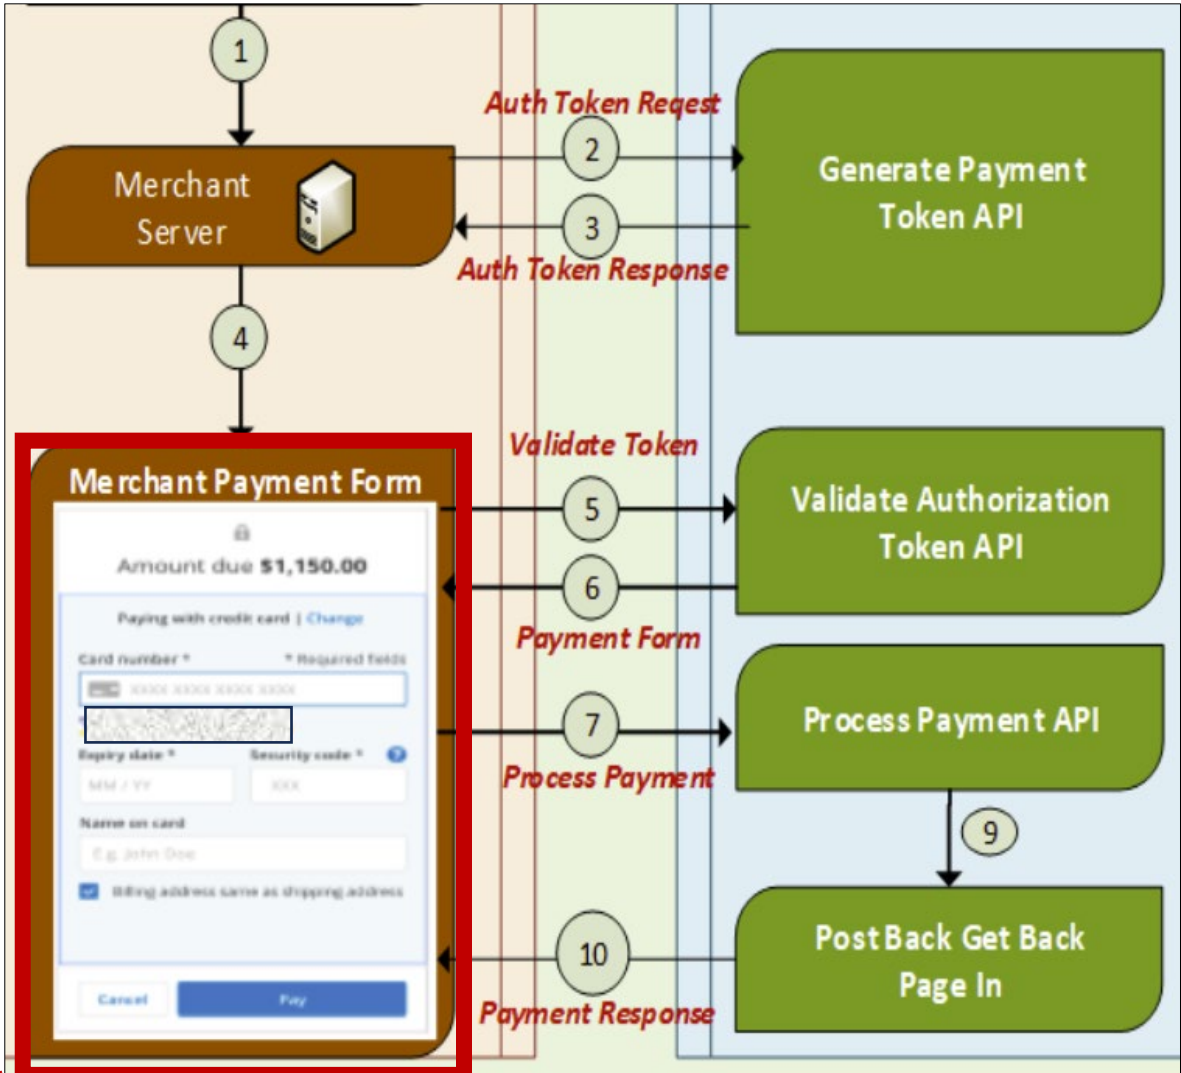 1
Auth Token Reqest
2
Merchant
Server
Generate Payment
Token API
3
Auth Token Response
4
Validate Token
Merchant Payment Form
5
Validate Authorization
Token API
Amount due $1,150.00
6
Paying with credit card | Change
Payment Form
Card number *
* Required fields
XXXX XXXX XXXX XXXX
7
Process Payment API
Expiry date *
Security code *
?
Process Payment
MM / YY
XXX
Name on card
9
E.g. John Doe
Billing address same as shipping address
10
Post Back Get Back
Page In
Cancel
Pay
Payment Response